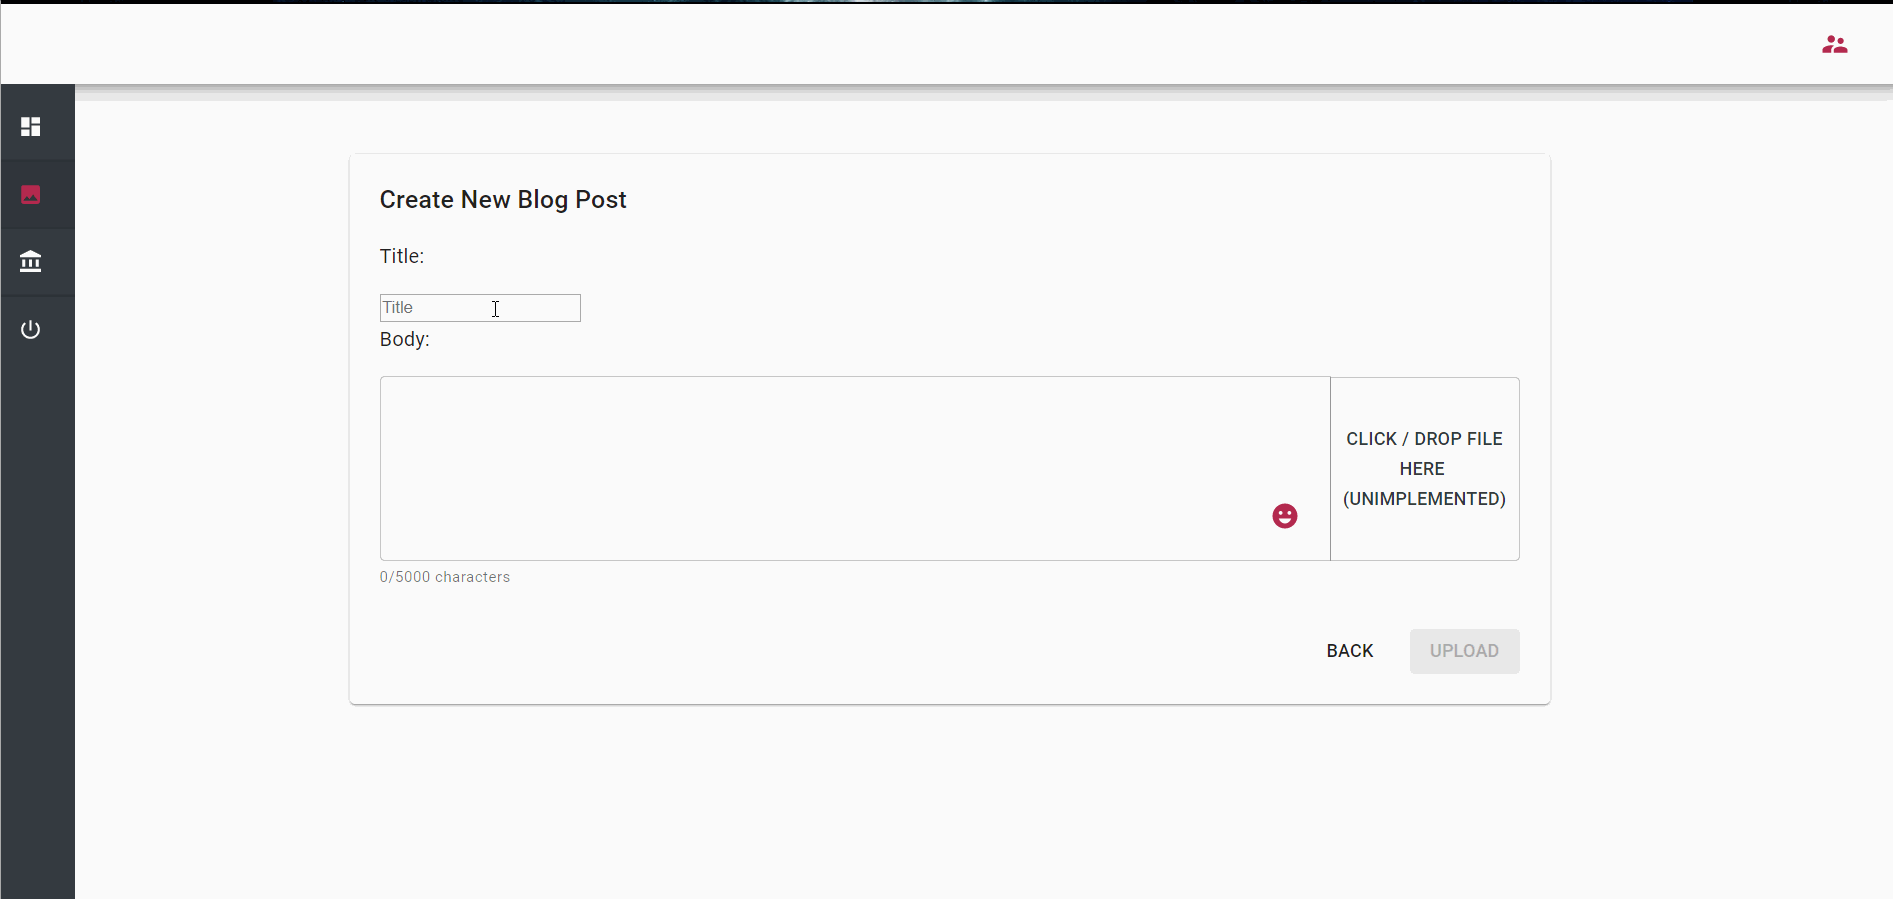 Create New Blog Post
Title:
Title
Body:
CLICK / DROP FILE
HERE
(UNIMPLEMENTED)
0/5000 characters
BACK
UPLOAD